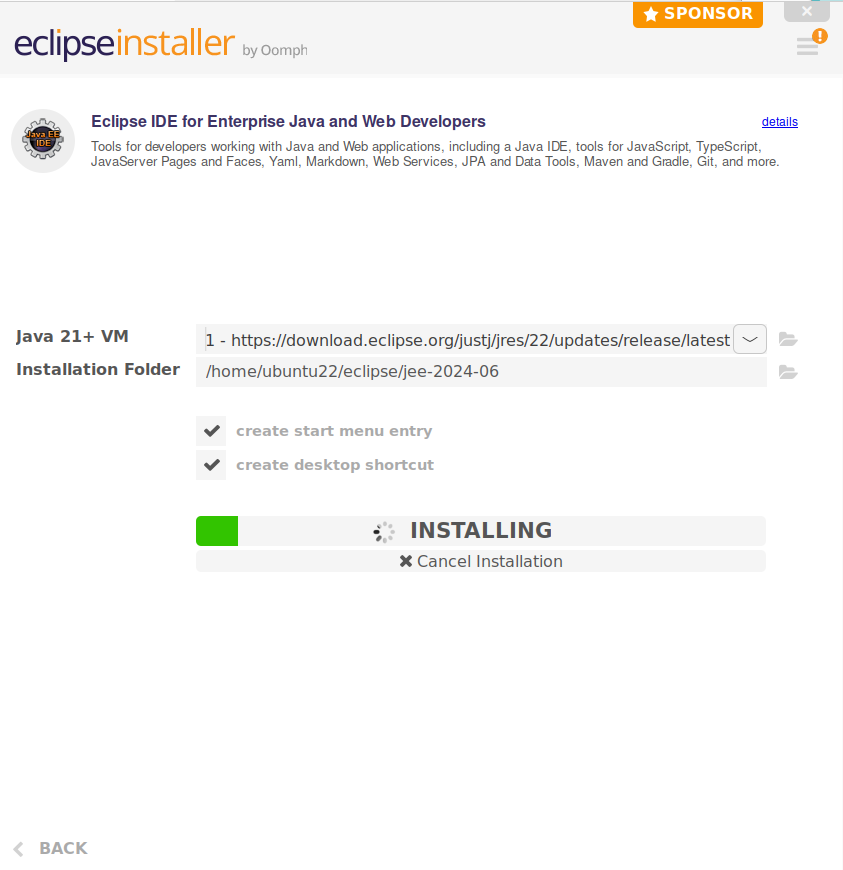 SPONSOR
eclipseinstaller by Oomph
Java EE
IDE
Eclipse IDE for Enterprise Java and Web Developers
details
Tools for developers working with Java and Web applications, including a Java IDE, tools for JavaScript, TypeScript,
JavaServer Pages and Faces, Yaml, Markdown, Web Services, JPA and Data Tools, Maven and Gradle, Git, and more.
Java 21+ VM
1 - https://download.eclipse.org/justj/jres/22/updates/release/latest
Installation Folder
/home/ubuntu22/eclipse/jee-2024-06
create start menu entry
create desktop shortcut
INSTALLING
Cancel Installation
BACK